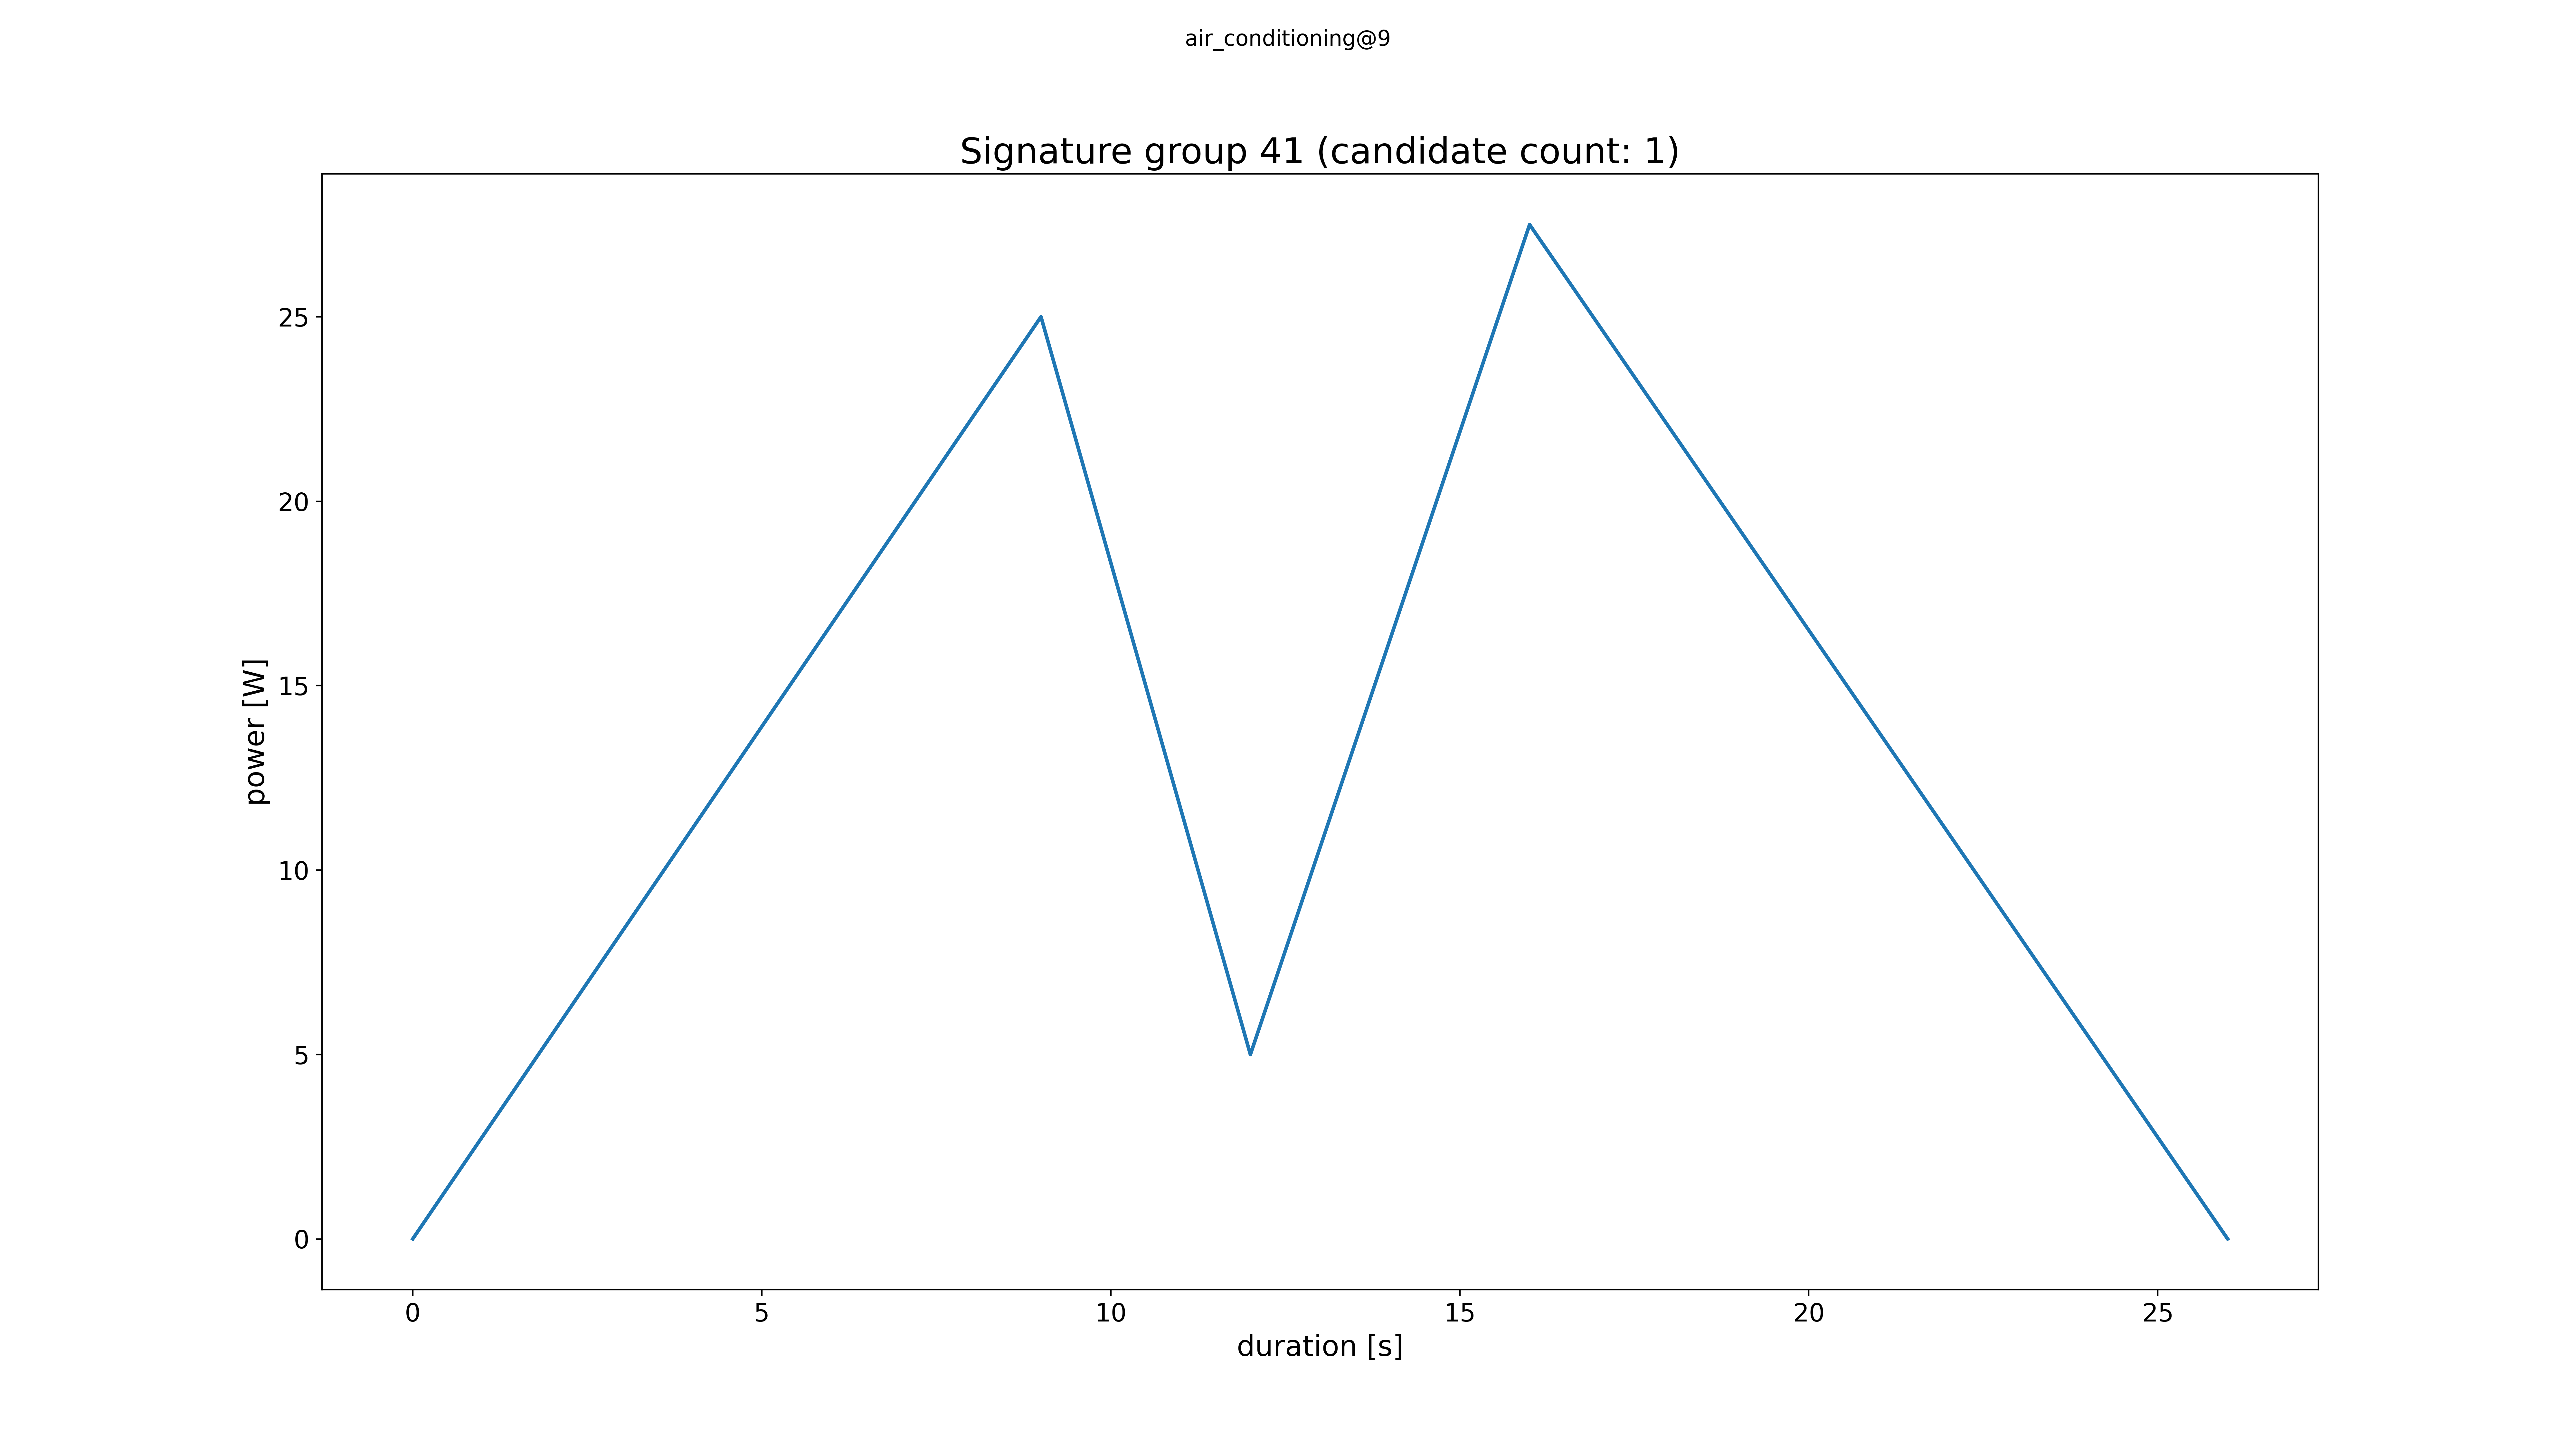 air_conditioning@9
Signature group 41 (candidate count: 1)
25
20
15
10
5
0
power [W]
0 5 10 15 20 25
duration [s]